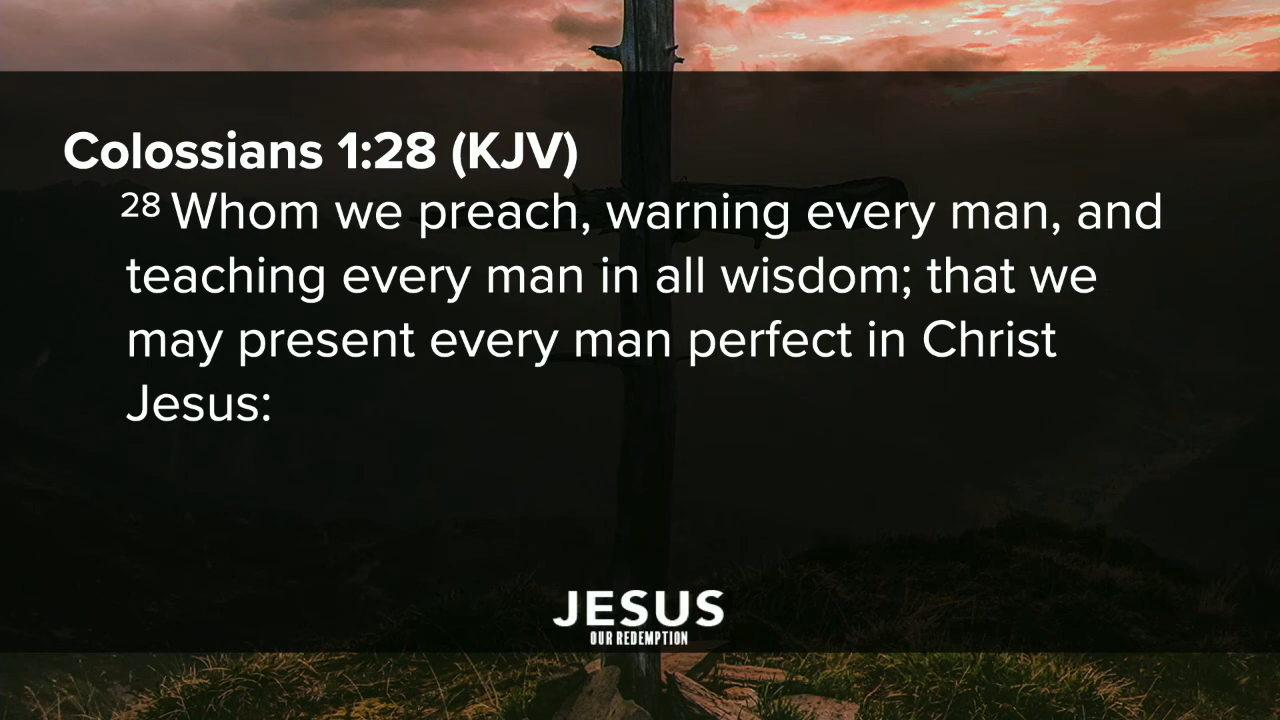 Colossians 1:28 (KJV)
28 Whom we preach, warning every man, and
teaching every man in all wisdom; that we
may present every man perfect in Christ
Jesus:
JESUS
OUR REDEMPTION